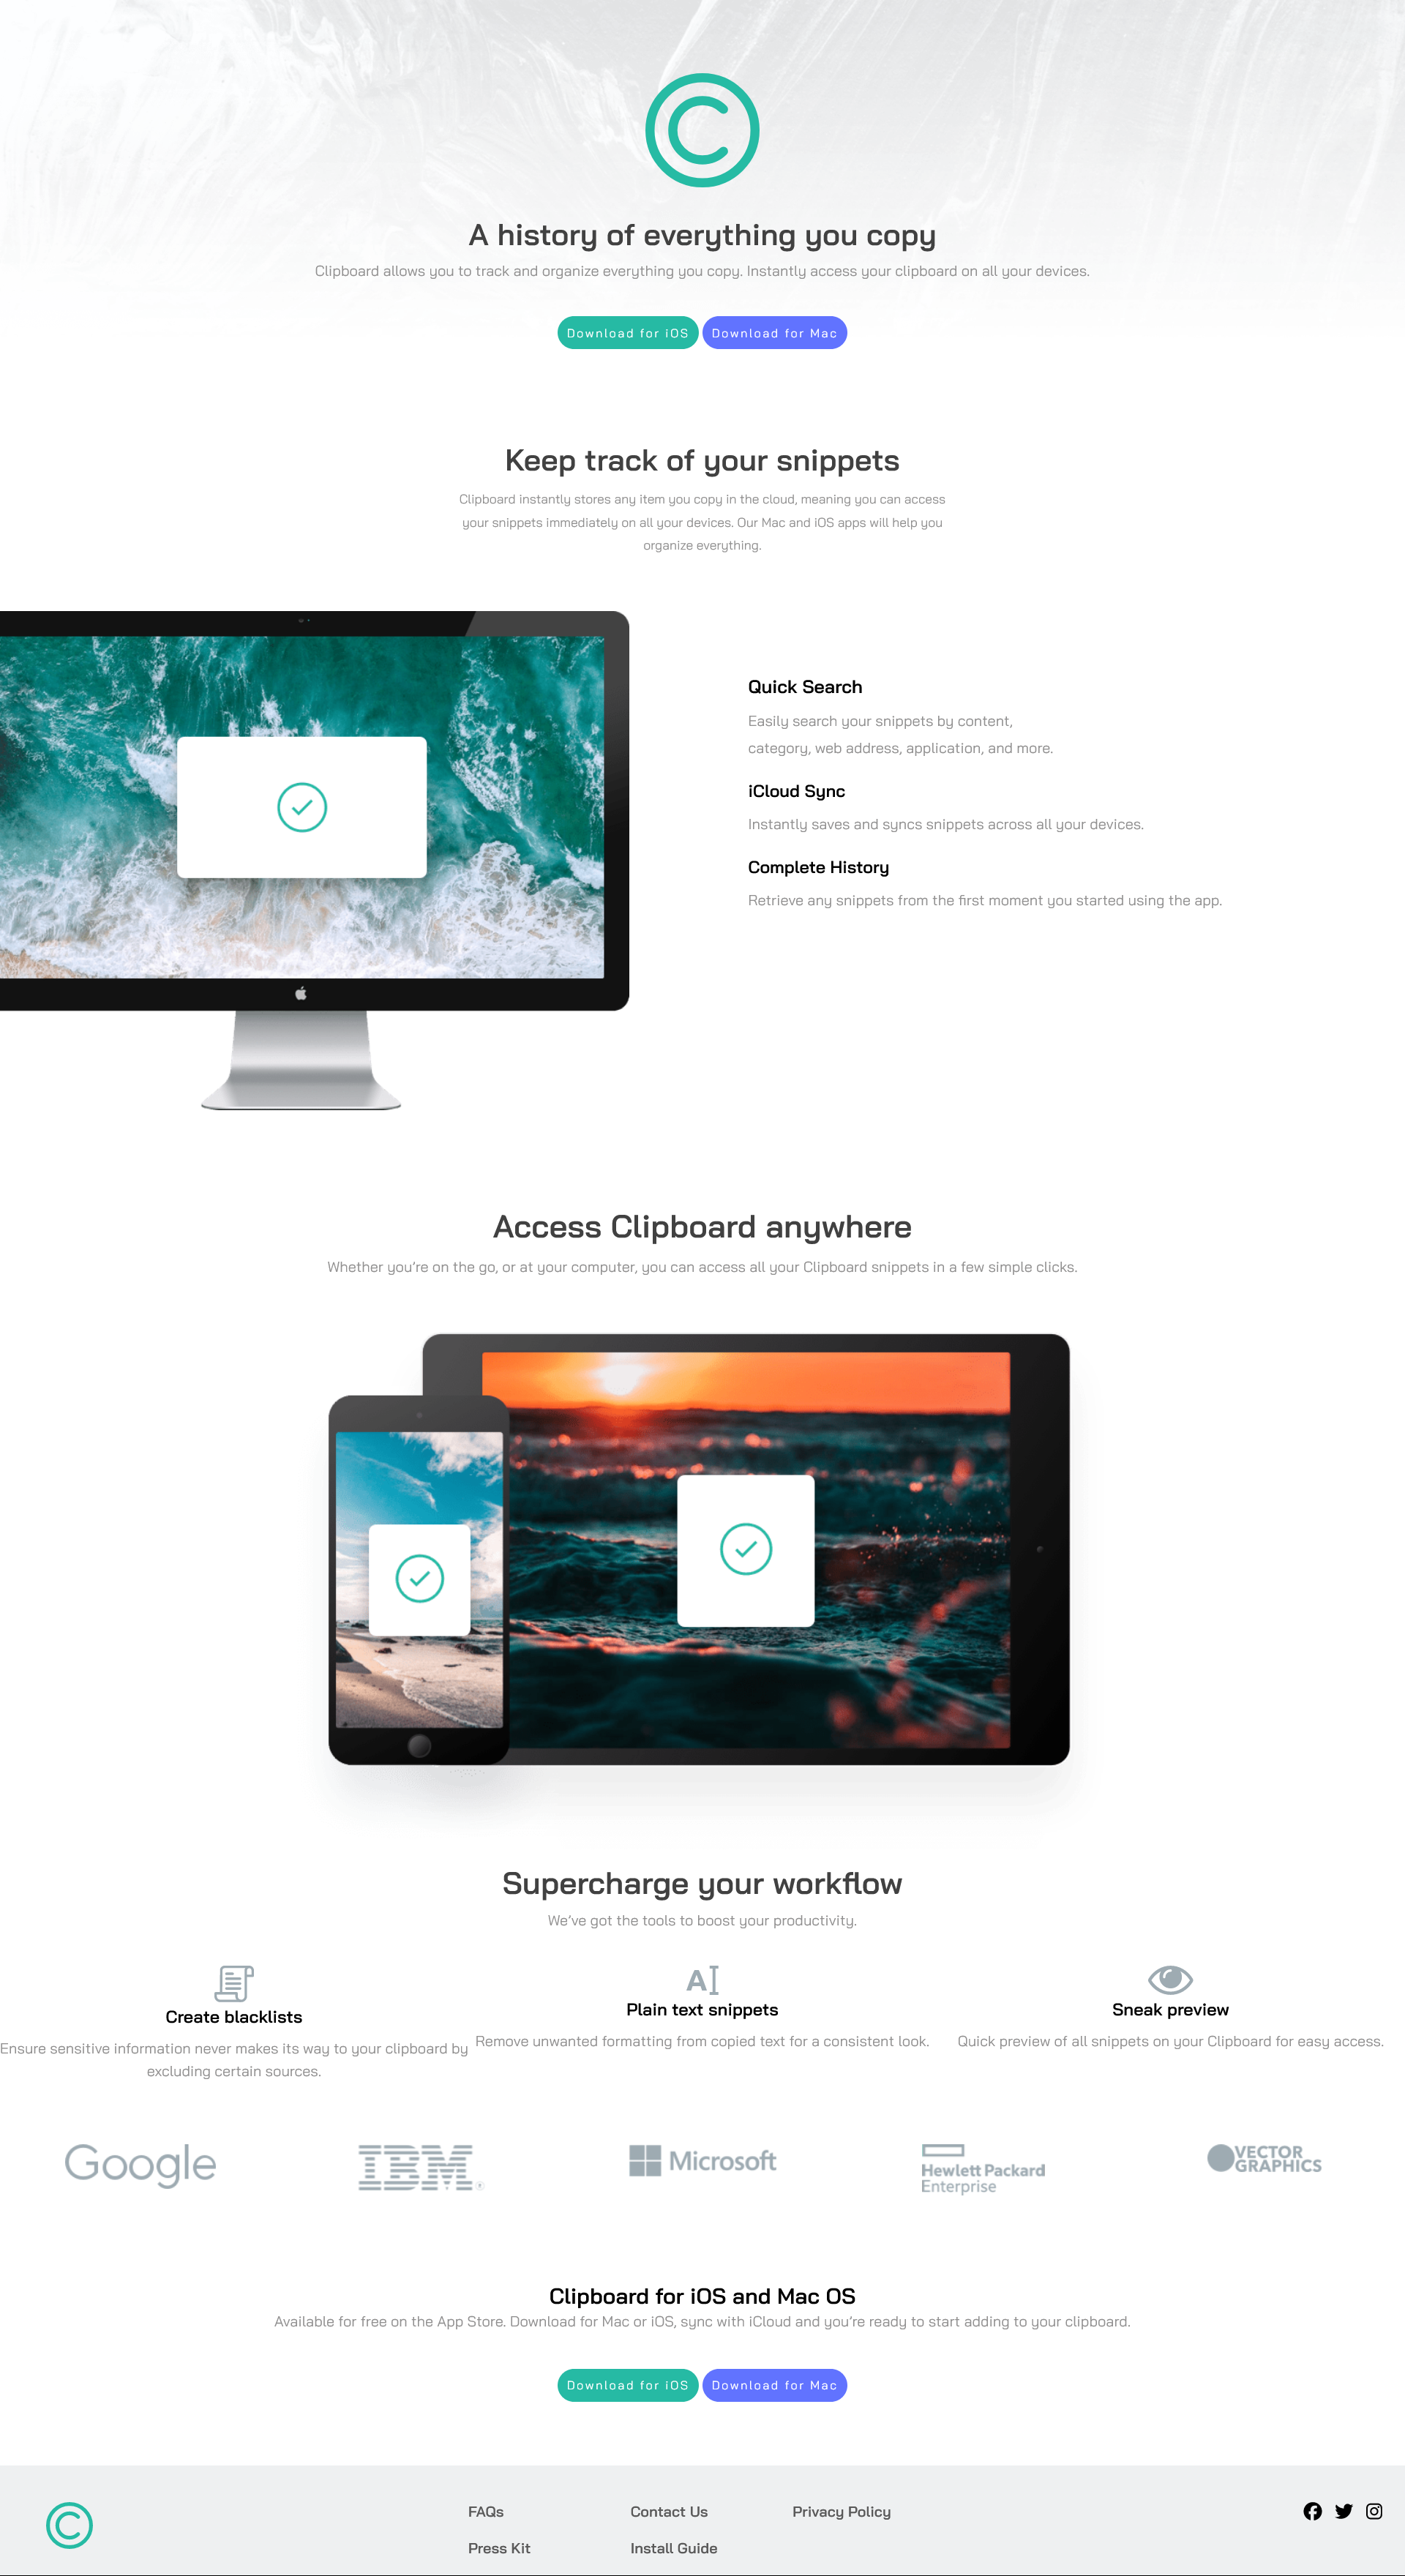 A history of everything you copy
Clipboard allows you to track and organize everything you copy. Instantly access your clipboard on all your devices.
Download for iOS
Download for Mac
Keep track of your snippets
Clipboard instantly stores any item you copy in the cloud, meaning you can access
your snippets immediately on all your devices. Our Mac and iOS apps will help you
organize everything.
Quick Search
Easily search your snippets by content,
category, web address, application, and more.
iCloud Sync
Instantly saves and syncs snippets across all your devices.
Complete History
Retrieve any snippets from the first moment you started using the app.
Access Clipboard anywhere
Whether you’re on the go, or at your computer, you can access all your Clipboard snippets in a few simple clicks.
Supercharge your workflow
We’ve got the tools to boost your productivity.
Create blacklists
Ensure sensitive information never makes its way to your clipboard by
excluding certain sources.
Plain text snippets
Remove unwanted formatting from copied text for a consistent look.
Sneak preview
Quick preview of all snippets on your Clipboard for easy access.
Google
IBM
Microsoft
Hewlett Packard
Enterprise
VECTOR
GRAPHICS
Clipboard for iOS and Mac OS
Available for free on the App Store. Download for Mac or iOS, sync with iCloud and you’re ready to start adding to your clipboard.
Download for iOS
Download for Mac
FAQs
Contact Us
Privacy Policy
Press Kit
Install Guide